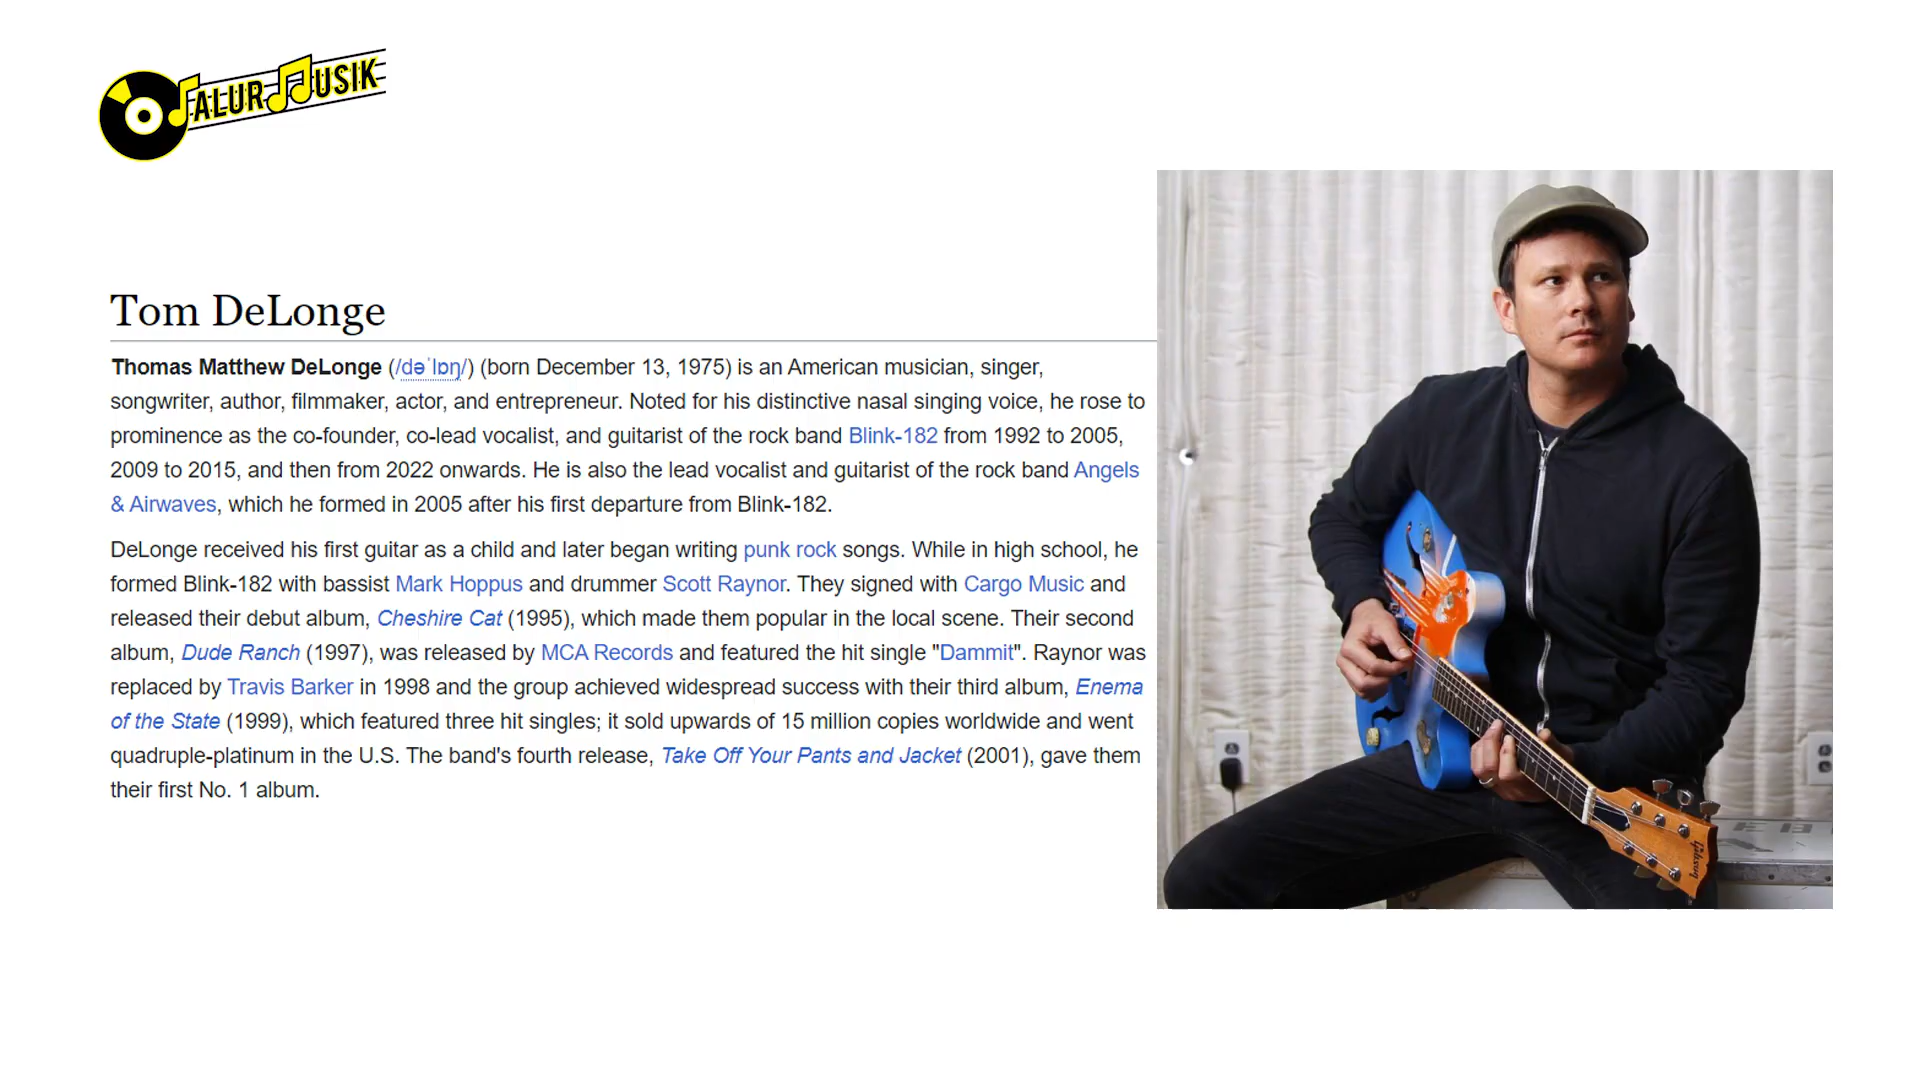 ALUR MUSIK
Tom DeLonge
Thomas Matthew DeLonge (/dəˈlɒŋ/) (born December 13, 1975) is an American musician, singer,
songwriter, author, filmmaker, actor, and entrepreneur. Noted for his distinctive nasal singing voice, he rose to
prominence as the co-founder, co-lead vocalist, and guitarist of the rock band Blink-182 from 1992 to 2005,
2009 to 2015, and then from 2022 onwards. He is also the lead vocalist and guitarist of the rock band Angels
& Airwaves, which he formed in 2005 after his first departure from Blink-182.
DeLonge received his first guitar as a child and later began writing punk rock songs. While in high school, he
formed Blink-182 with bassist Mark Hoppus and drummer Scott Raynor. They signed with Cargo Music and
released their debut album, Cheshire Cat (1995), which made them popular in the local scene. Their second
album, Dude Ranch (1997), was released by MCA Records and featured the hit single "Dammit". Raynor was
replaced by Travis Barker in 1998 and the group achieved widespread success with their third album, Enema
of the State (1999), which featured three hit singles; it sold upwards of 15 million copies worldwide and went
quadruple-platinum in the U.S. The band's fourth release, Take Off Your Pants and Jacket (2001), gave them
their first No. 1 album.
Gibson